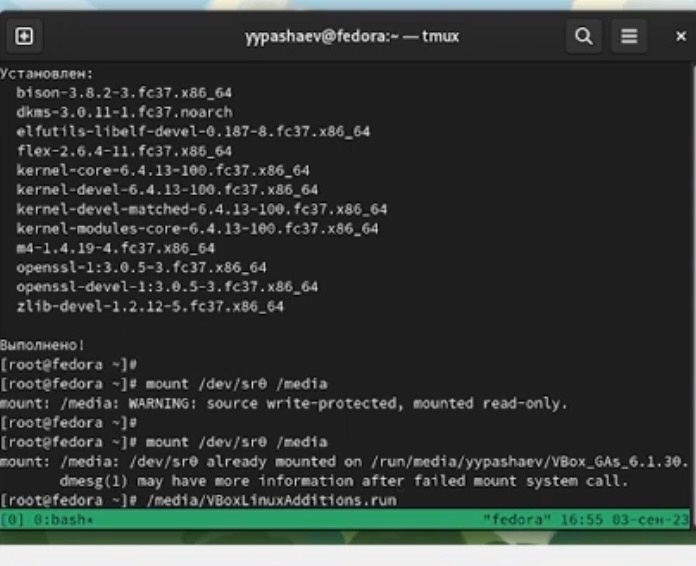 yypashaev@fedora:~ — tmux
Установлен:
bison-3.8.2-3.fc37.x86_64
dkms-3.0.11-1.fc37.noarch
elfutils-libelf-devel-0.187-8.fc37.x86_64
flex-2.6.4-11.fc37.x86_64
kernel-core-6.4.13-100.fc37.x86_64
kernel-devel-6.4.13-100.fc37.x86_64
kernel-devel-matched-6.4.13-100.fc37.x86_64
kernel-modules-core-6.4.13-100.fc37.x86_64
m4-1.4.19-4.fc37.x86_64
openssl-1:3.0.5-3.fc37.x86_64
openssl-devel-1:3.0.5-3.fc37.x86_64
zlib-devel-1.2.12-5.fc37.x86_64
Выполнено!
[root@fedora ~]#
[root@fedora ~]# mount /dev/sr0 /media
mount: /media: WARNING: source write-protected, mounted read-only.
[root@fedora ~]#
[root@fedora ~]# mount /dev/sr0 /media
mount: /media: /dev/sr0 already mounted on /run/media/yypashaev/VBox_GAs_6.1.30.
dmesg(1) may have more information after failed mount system call.
[root@fedora ~]# /media/VBoxLinuxAdditions.run
[0] 0:bash* "fedora" 16:55 03-сен-23